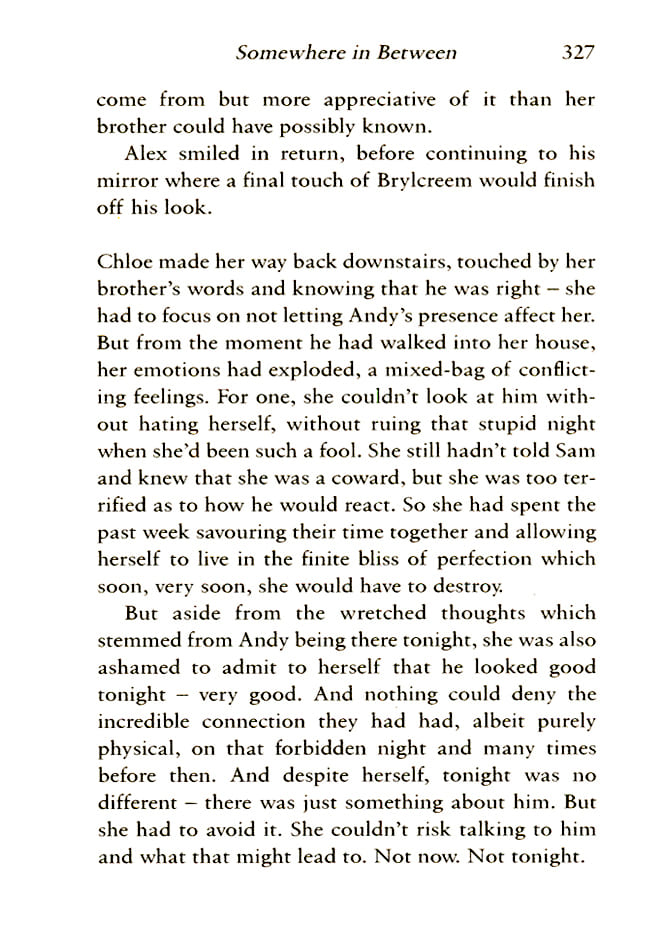 Somewhere in Between 327
come from but more appreciative of it than her
brother could have possibly known.
Alex smiled in return, before continuing to his
mirror where a final touch of Brylcreem would finish
off his look.
Chloe made her way back downstairs, touched by her
brother's words and knowing that he was right – she
had to focus on not letting Andy's presence affect her.
But from the moment he had walked into her house,
her emotions had exploded, a mixed-bag of conflict-
ing feelings. For one, she couldn't look at him with-
out hating herself, without ruing that stupid night
when she'd been such a fool. She still hadn't told Sam
and knew that she was a coward, but she was too ter-
rified as to how he would react. So she had spent the
past week savouring their time together and allowing
herself to live in the finite bliss of perfection which
soon, very soon, she would have to destroy.
But aside from the wretched thoughts which
stemmed from Andy being there tonight, she was also
ashamed to admit to herself that he looked good
tonight – very good. And nothing could deny the
incredible connection they had had, albeit purely
physical, on that forbidden night and many times
before then. And despite herself, tonight was no
different – there was just something about him. But
she had to avoid it. She couldn't risk talking to him
and what that might lead to. Not now. Not tonight.